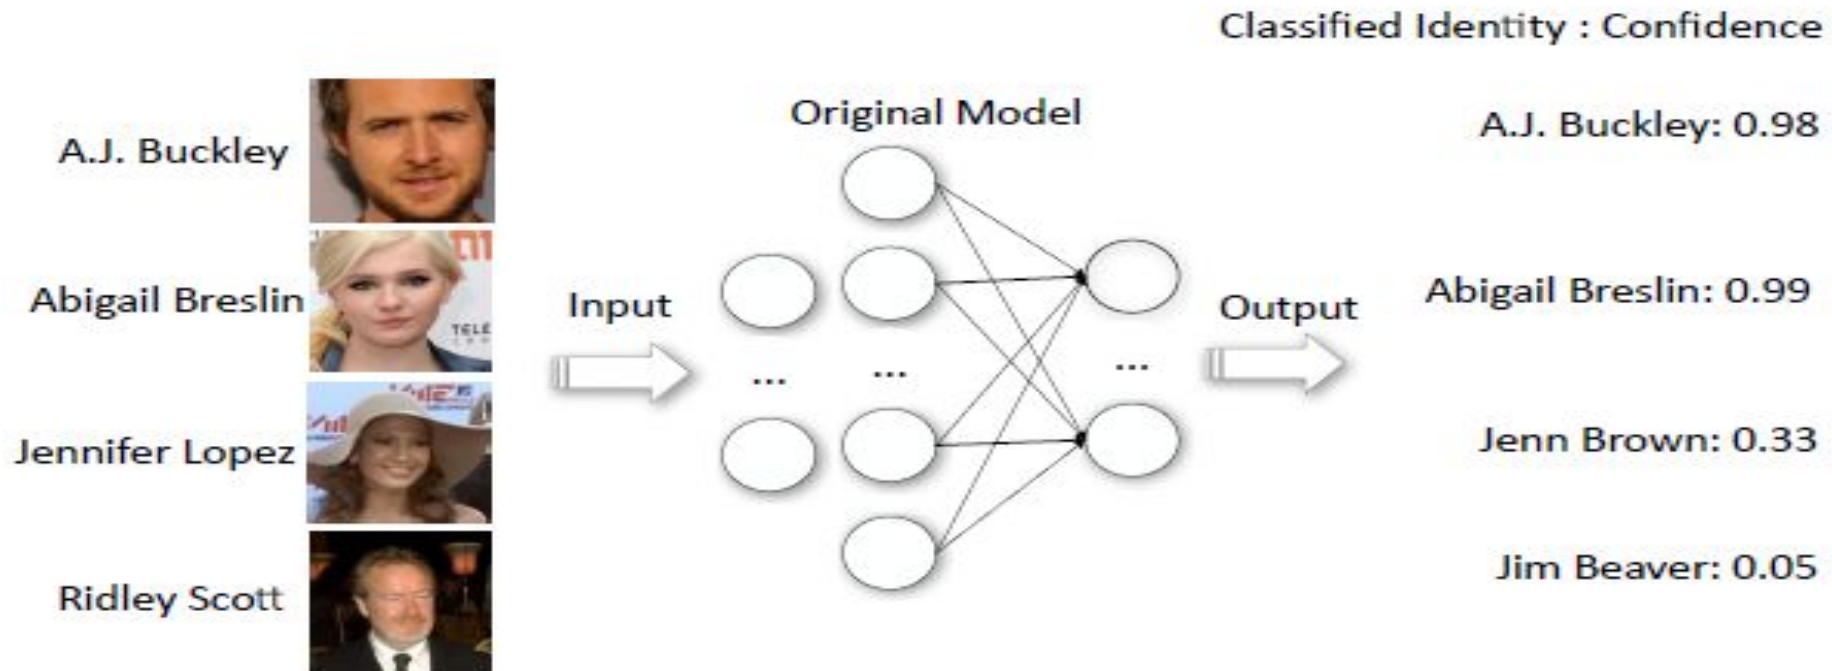 Classified Identity : Confidence
Original Model
A.J. Buckley
A.J. Buckley: 0.98
Abigail Breslin
Input
Output
Abigail Breslin: 0.99
...
...
...
Jennifer Lopez
Jenn Brown: 0.33
Ridley Scott
Jim Beaver: 0.05
TELE